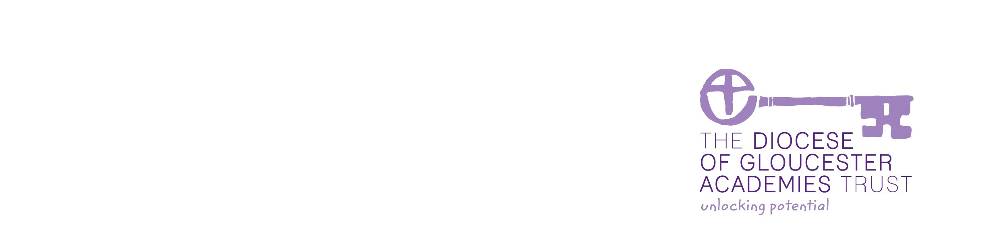 THE DIOCESE
OF GLOUCESTER
ACADEMIES TRUST
unlocking potential